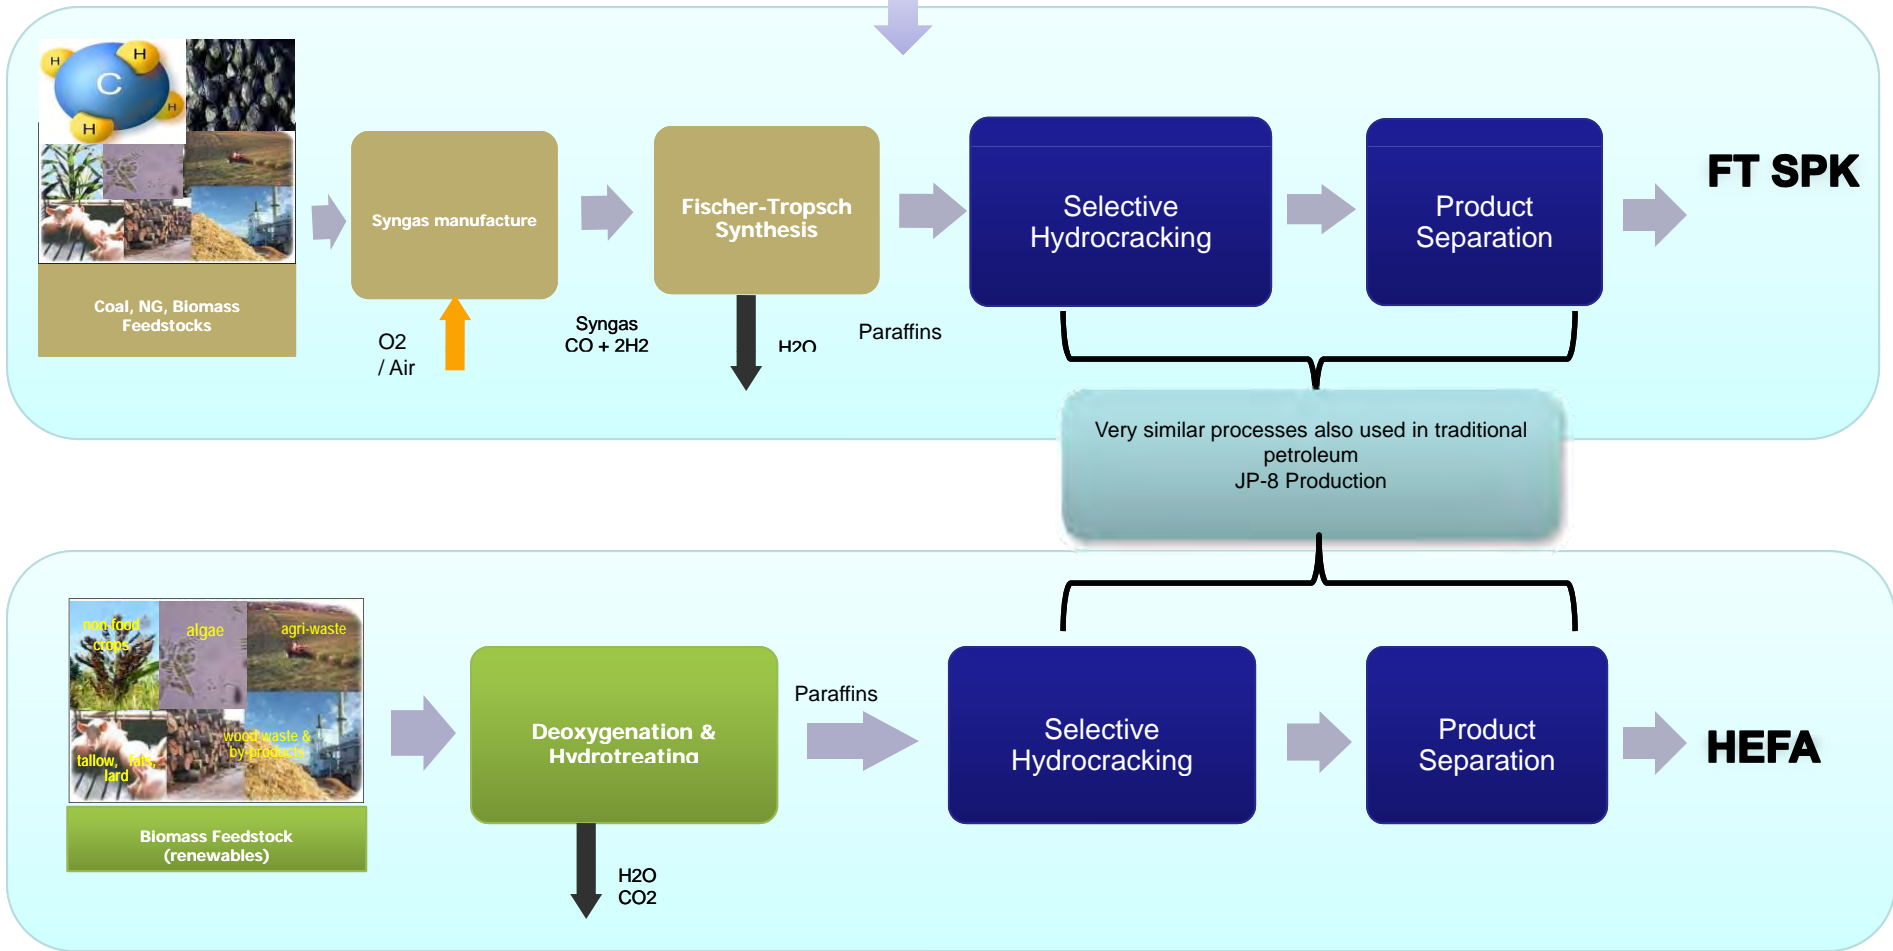 H
H
C
H
H
Coal, NG, Biomass
Feedstocks
Syngas manufacture
O2
/ Air
Syngas
CO + 2H2
Fischer-Tropsch
Synthesis
H2O
Paraffins
Selective
Hydrocracking
Product
Separation
FT SPK
Very similar processes also used in traditional
petroleum
JP-8 Production
non-food
crops
algae
agri-waste
tallow, fats,
lard
wood waste &
by-products
Biomass Feedstock
(renewables)
Deoxygenation &
Hydrotreating
H2O
CO2
Paraffins
Selective
Hydrocracking
Product
Separation
HEFA